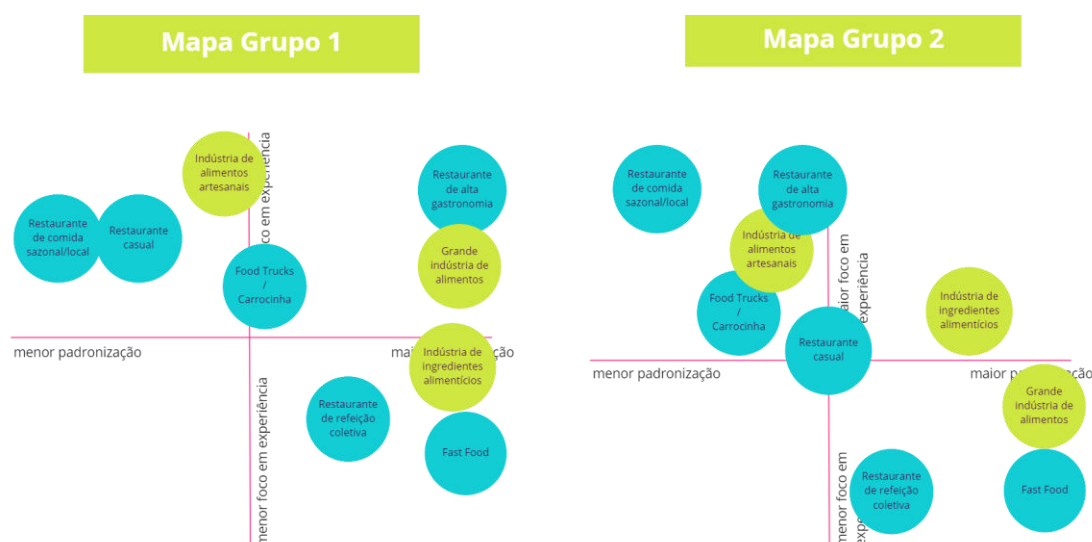 Mapa Grupo 1
Indústria de
alimentos
artesanais
Restaurante
de comida
sazonal/local
Restaurante
casual
Restaurante
de alta
gastronomia
Grande
indústria de
alimentos
Food Trucks
/
Carrocinha
menor padronização
Indústria de
ingredientes
alimentícios
Restaurante
de refeição
coletiva
Fast Food
foco em experiência
menor foco em experiência
Mapa Grupo 2
Restaurante
de comida
sazonal/local
Restaurante
de alta
gastronomia
Indústria de
alimentos
artesanais
Food Trucks
/
Carrocinha
Restaurante
casual
Indústria de
ingredientes
alimentícios
menor padronização
maior
Grande
indústria de
alimentos
Restaurante
de refeição
coletiva
Fast Food
foco em
experiência
menor foco em